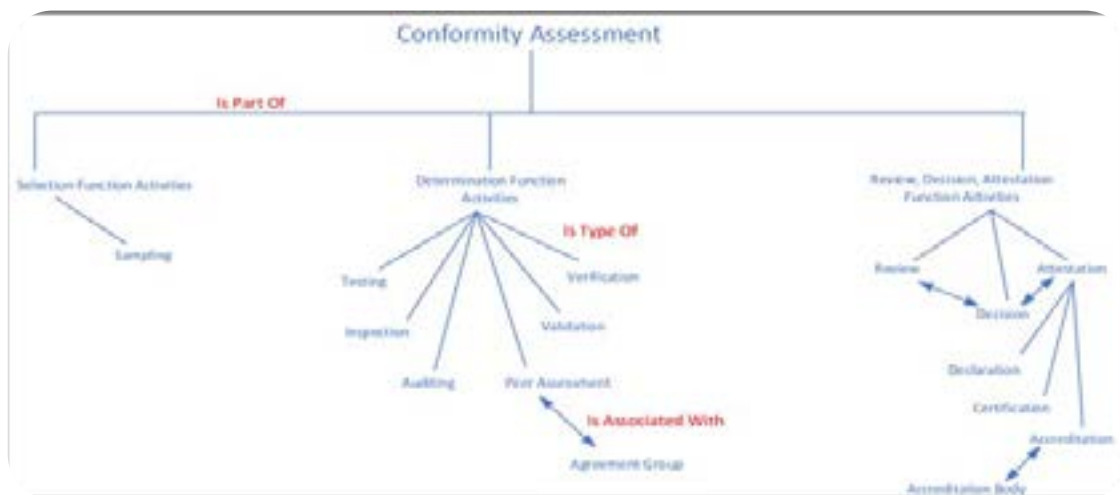 Conformity Assessment
Is Part Of
Selection Function Activities
Determination Function
Activities
Review, Decision, Attestation
Function Activities
Is Type Of
Sampling
Testing
Verification
Review
Attestation
Inspection
Validation
Decision
Auditing
Peer Assessment
Declaration
Certification
Is Associated With
Accreditation
Agreement Group
Accreditation Body